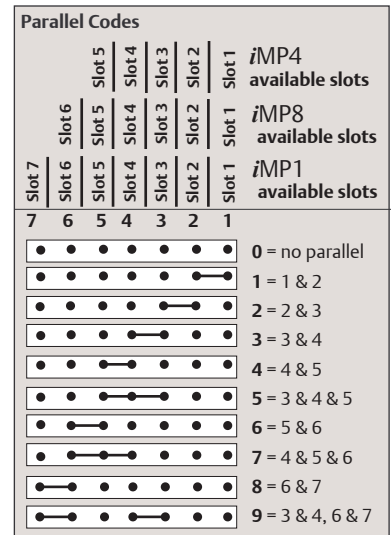 Parallel Codes
Slot 5 Slot 4 Slot 3 Slot 2 Slot 1 iMP4
available slots
Slot 6 Slot 5 Slot 4 Slot 3 Slot 2 Slot 1 iMP8
available slots
Slot 7 Slot 6 Slot 5 Slot 4 Slot 3 Slot 2 Slot 1 iMP1
available slots
7 6 5 4 3 2 1
0 = no parallel
1 = 1 & 2
2 = 2 & 3
3 = 3 & 4
4 = 4 & 5
5 = 3 & 4 & 5
6 = 5 & 6
7 = 4 & 5 & 6
8 = 6 & 7
9 = 3 & 4, 6 & 7